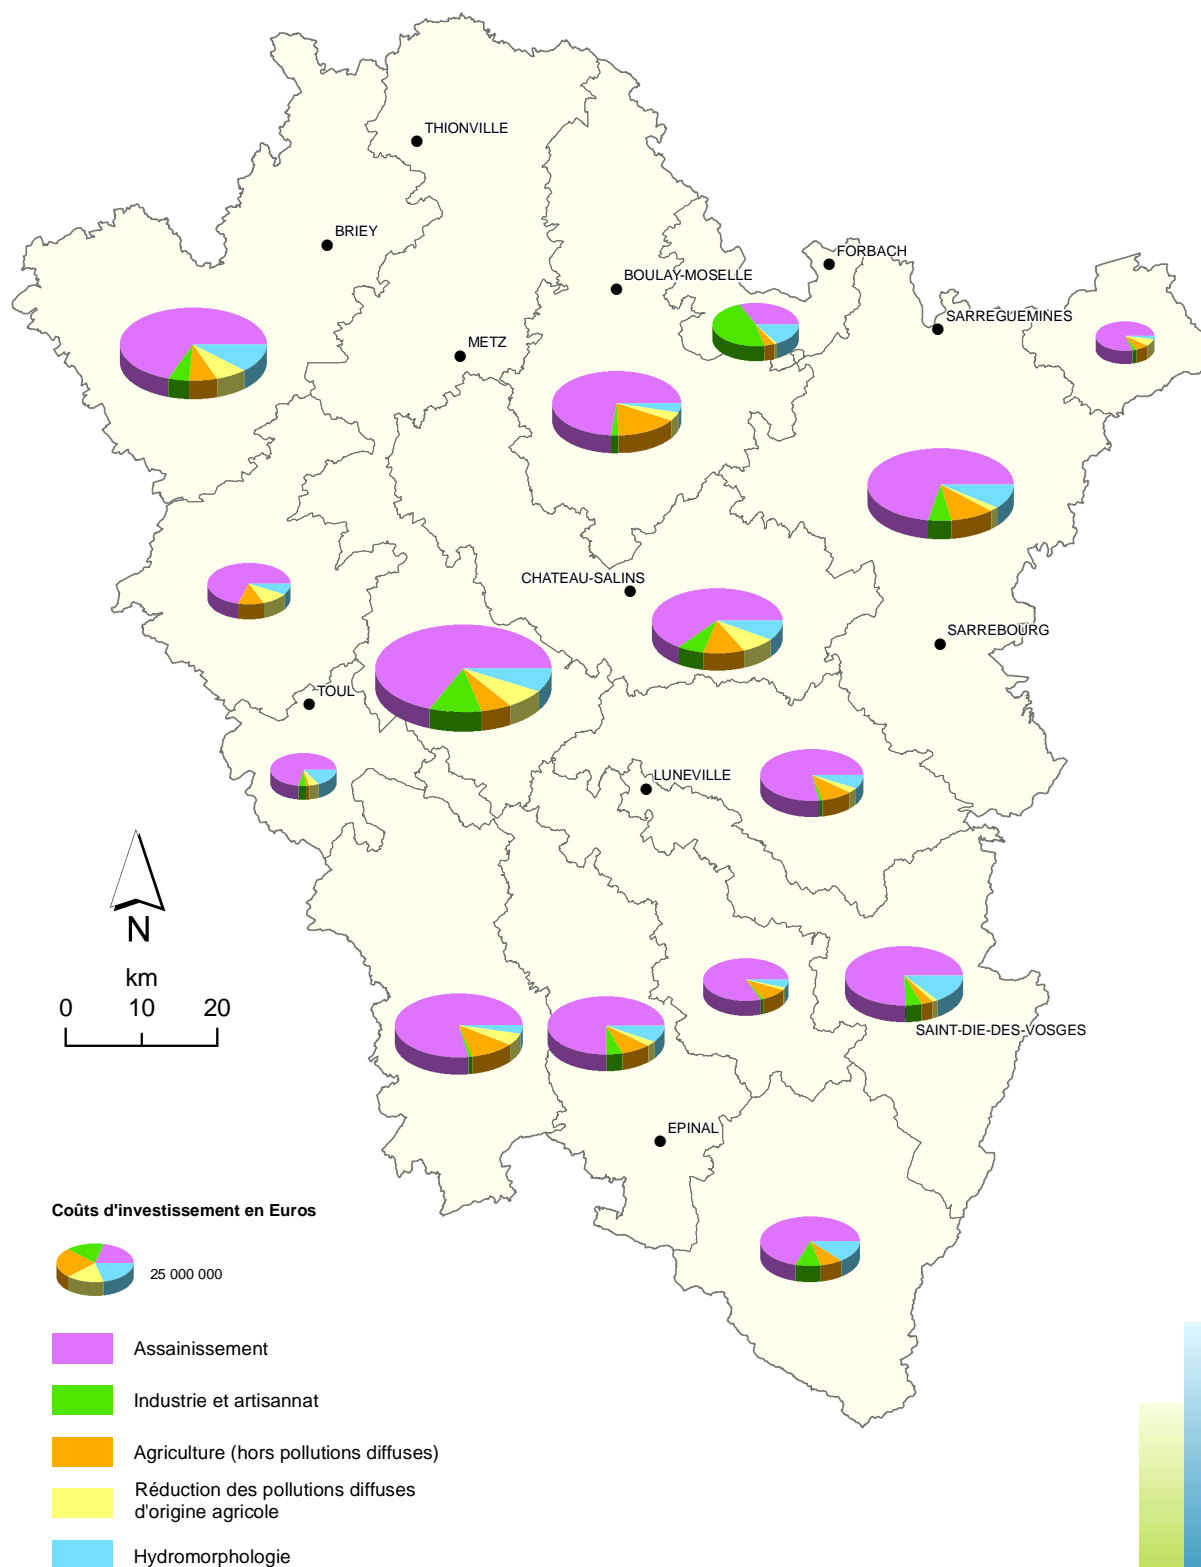 THIONVILLE
BRIEY
FORBACH
BOULAY-MOSELLE
SARREGUEMINES
METZ
CHATEAU-SALINS
SARREBOURG
TOUL
LUNEVILLE
N
km
0 10 20
SAINT-DIE-DES-VOSGES
EPINAL
Coûts d'investissement en Euros
25 000 000
Assainissement
Industrie et artisannat
Agriculture (hors pollutions diffuses)
Réduction des pollutions diffuses
d'origine agricole
Hydromorphologie